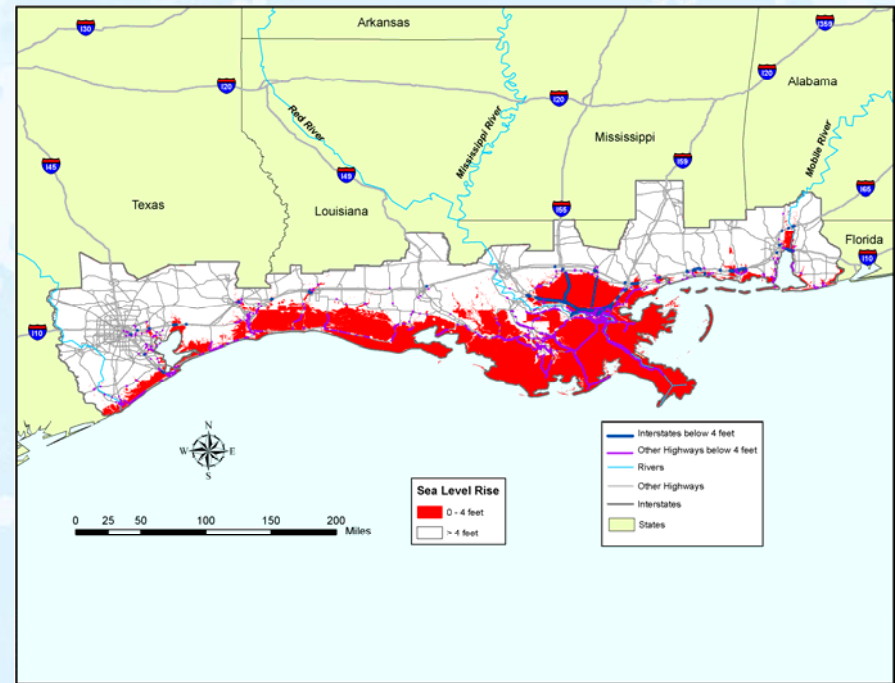 Arkansas
I30
I359
I20
I20
I20
Alabama
Red River
Mississippi River
Mississippi
Mobile River
I45
I49
I59
I65
Texas
Louisiana
I55
Florida
I10
I10
N
W E
S
Interstates below 4 feet
Other Highways below 4 feet
Rivers
Other Highways
Interstates
States
Sea Level Rise
0 - 4 feet
> 4 feet
0 25 50 100 150 200
Miles